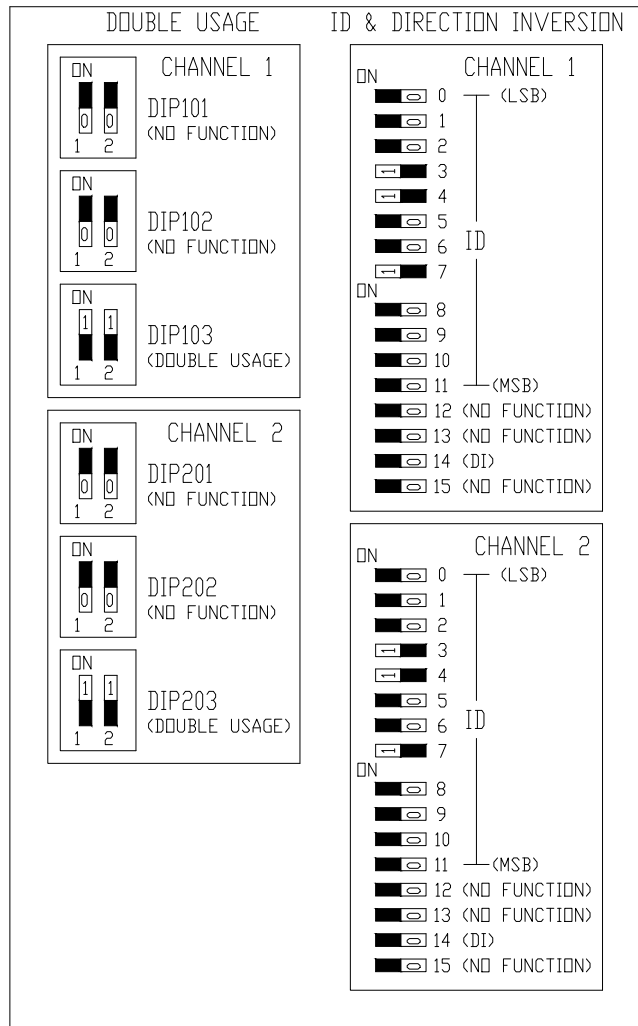 DOUBLE USAGE
CHANNEL 1
ON
0 0
1 2
DIP101
(NO FUNCTION)
ON
0 0
1 2
DIP102
(NO FUNCTION)
ON
1 1
1 2
DIP103
(DOUBLE USAGE)
CHANNEL 2
ON
0 0
1 2
DIP201
(NO FUNCTION)
ON
0 0
1 2
DIP202
(NO FUNCTION)
ON
1 1
1 2
DIP203
(DOUBLE USAGE)
ID & DIRECTION INVERSION
CHANNEL 1
ON
0 0 (LSB)
0 1
0 2
1 3
1 4
0 5
0 6
1 7
ID
ON
0 8
0 9
0 10
0 11 (MSB)
0 12 (NO FUNCTION)
0 13 (NO FUNCTION)
0 14 (DI)
0 15 (NO FUNCTION)
CHANNEL 2
ON
0 0 (LSB)
0 1
0 2
1 3
1 4
0 5
0 6
1 7
ID
ON
0 8
0 9
0 10
0 11 (MSB)
0 12 (NO FUNCTION)
0 13 (NO FUNCTION)
0 14 (DI)
0 15 (NO FUNCTION)